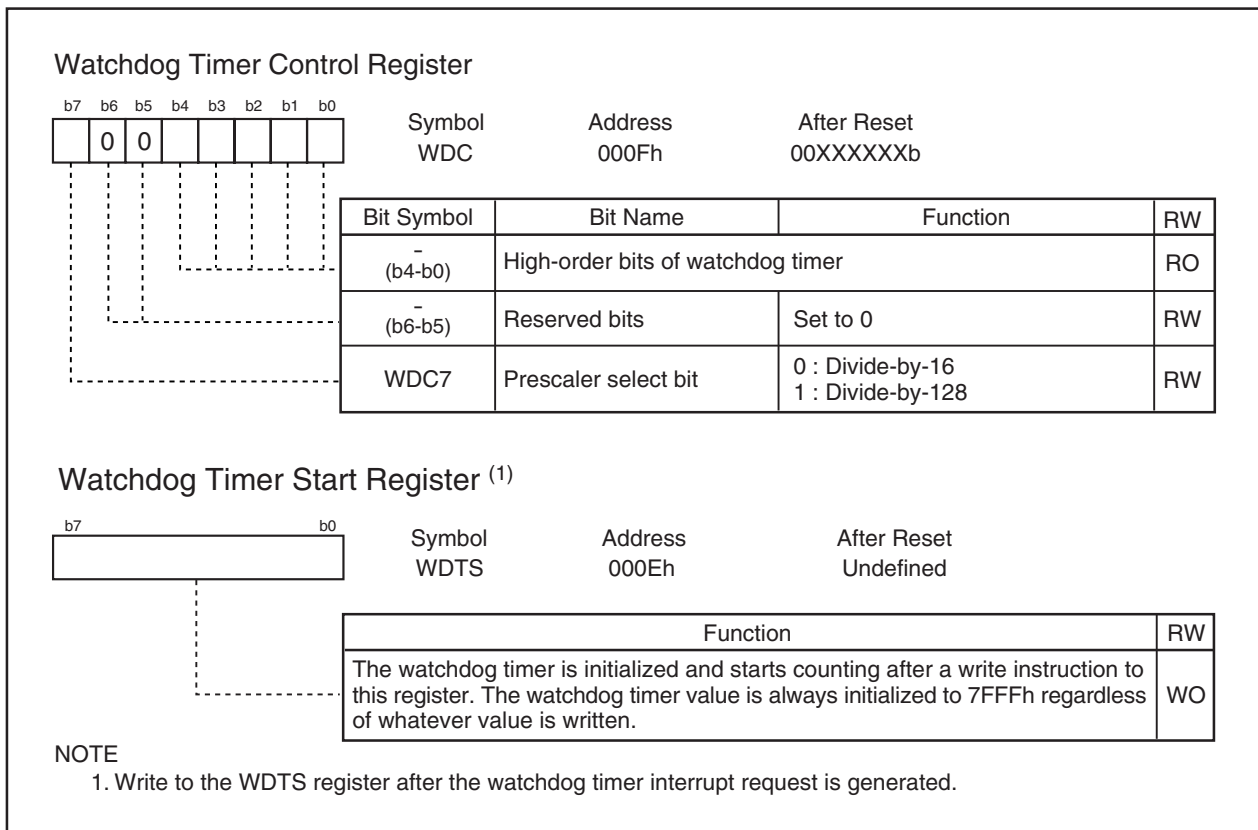 Watchdog Timer Control Register
b7 b6 b5 b4 b3 b2 b1 b0
0 0
Symbol Address After Reset
WDC 000Fh 00XXXXXXb
Bit Symbol Bit Name Function RW
–
(b4-b0) High-order bits of watchdog timer RO
–
(b6-b5) Reserved bits Set to 0 RW
WDC7 Prescaler select bit 0 : Divide-by-16
1 : Divide-by-128 RW
Watchdog Timer Start Register (1)
b7 b0
Symbol Address After Reset
WDTS 000Eh Undefined
Function RW
The watchdog timer is initialized and starts counting after a write instruction to
this register. The watchdog timer value is always initialized to 7FFFh regardless WO
of whatever value is written.
NOTE
1. Write to the WDTS register after the watchdog timer interrupt request is generated.